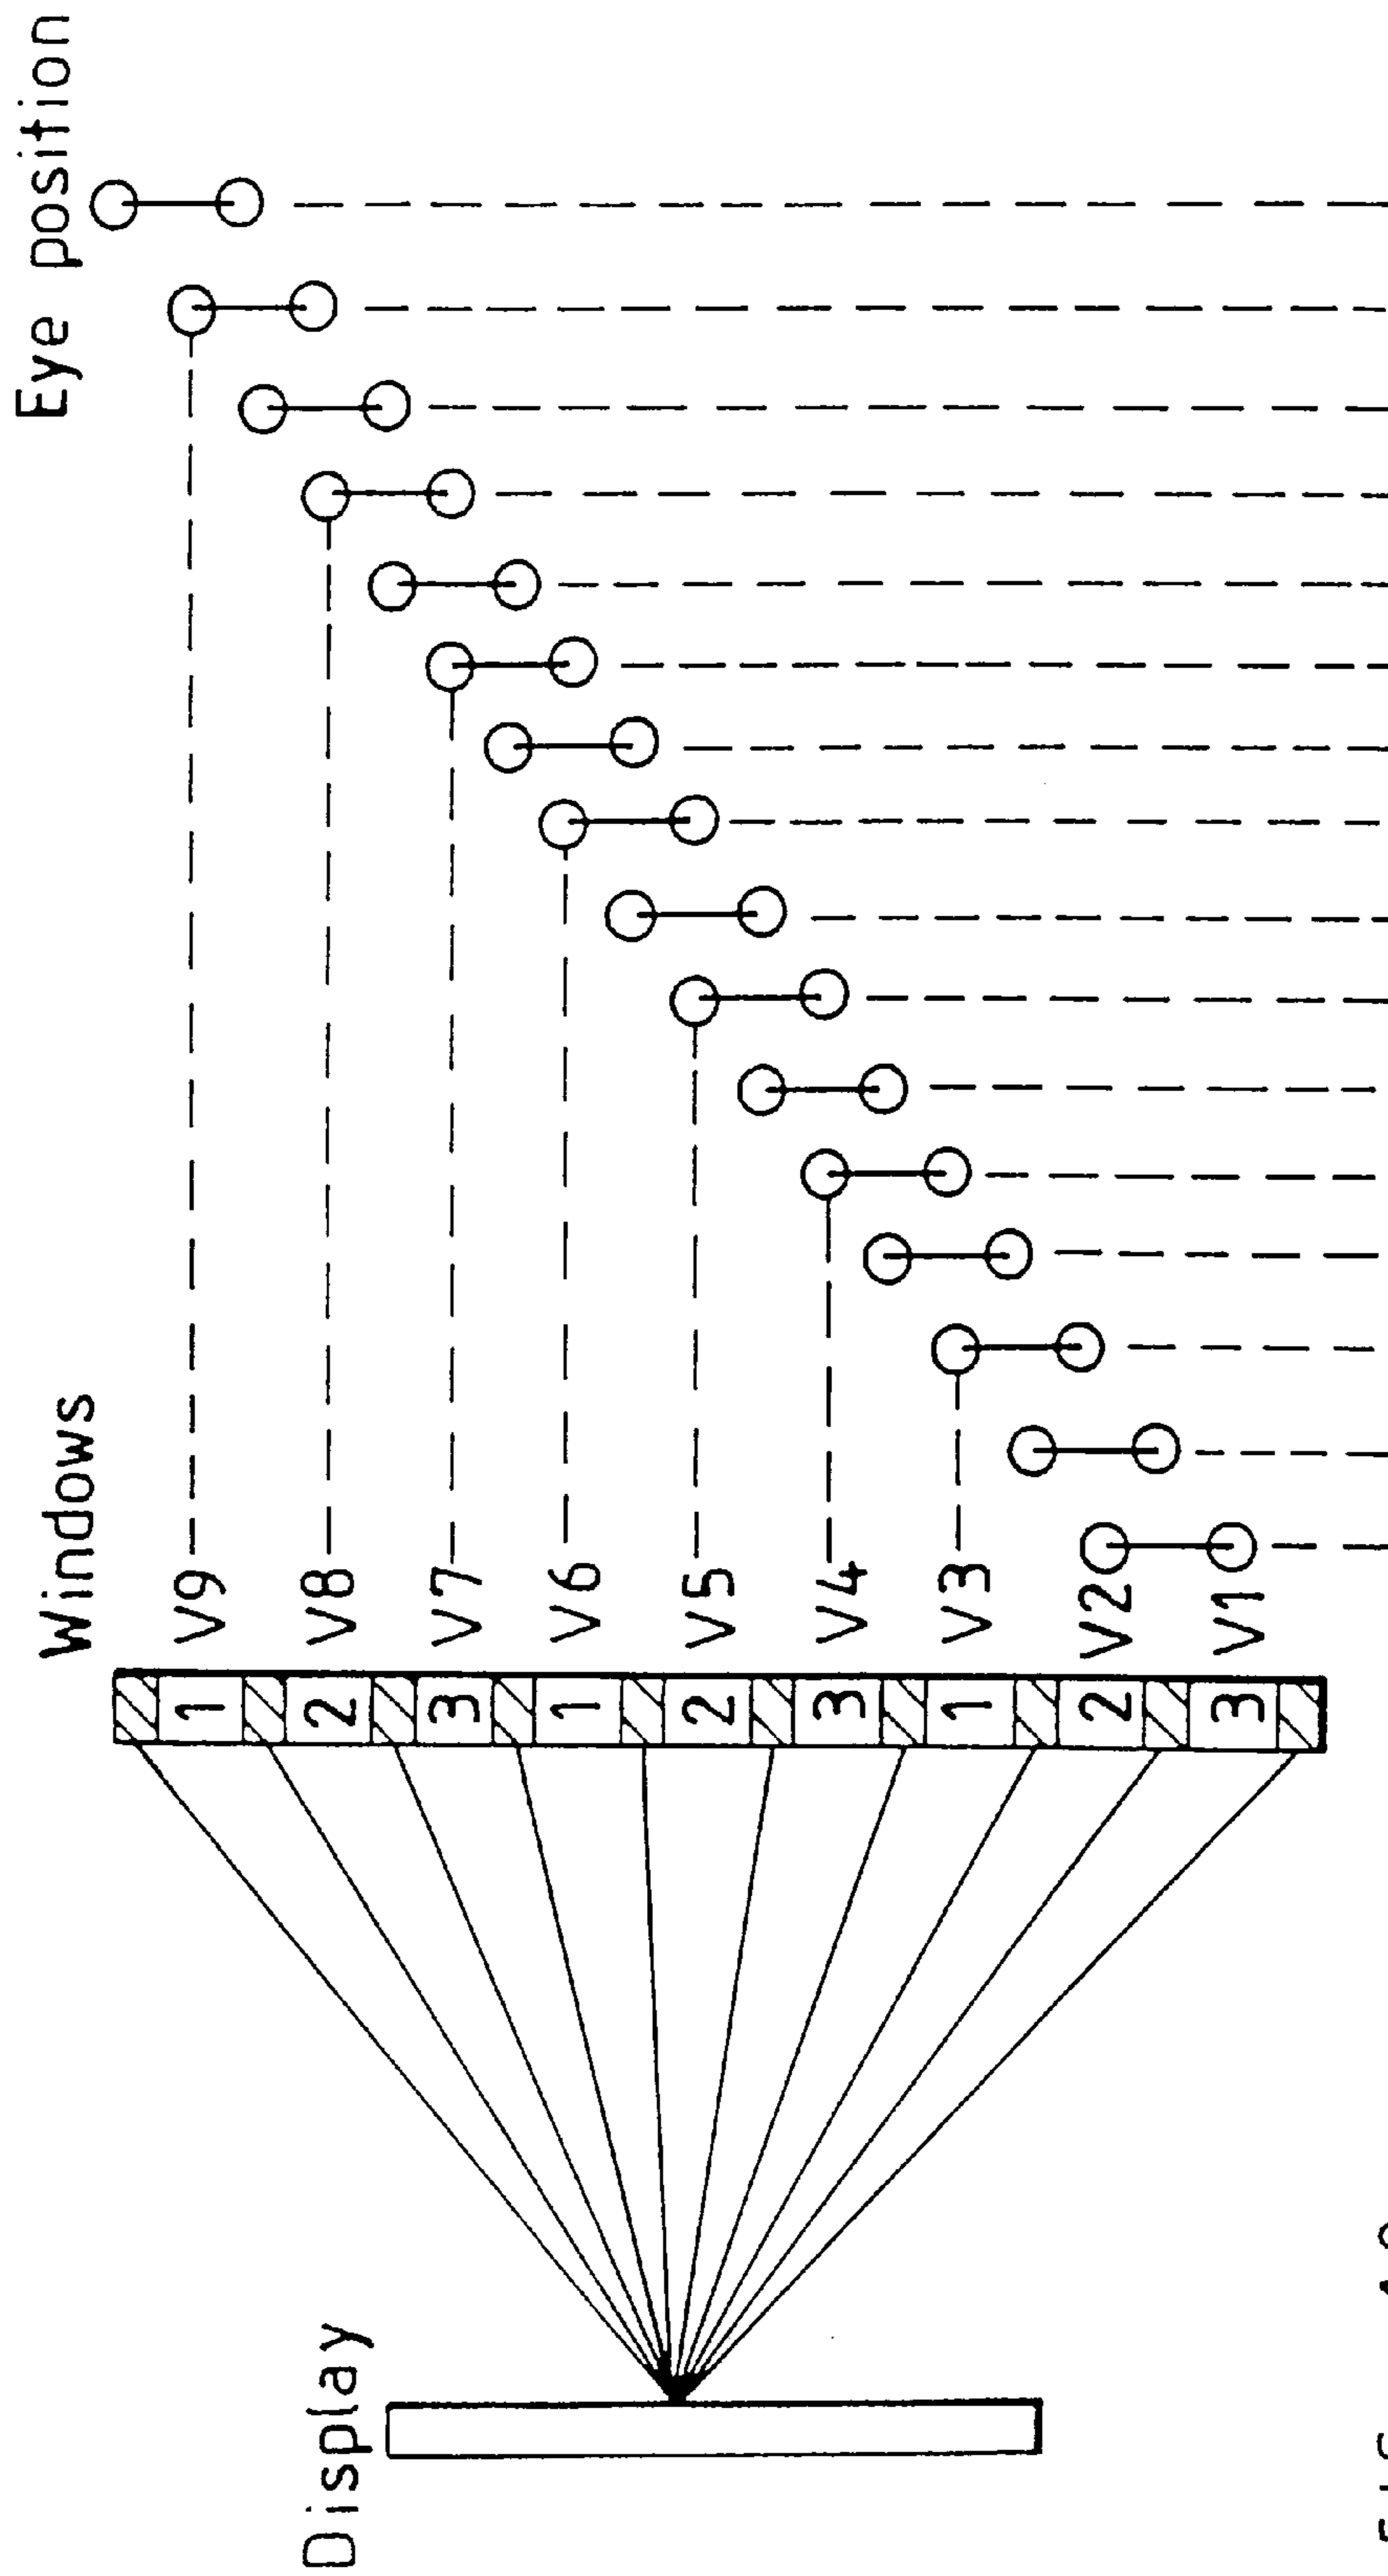 Display
Windows
Eye position
1 V9
2 V8
3 V7
1 V6
2 V5
3 V4
1 V3
2 V2
3 V1